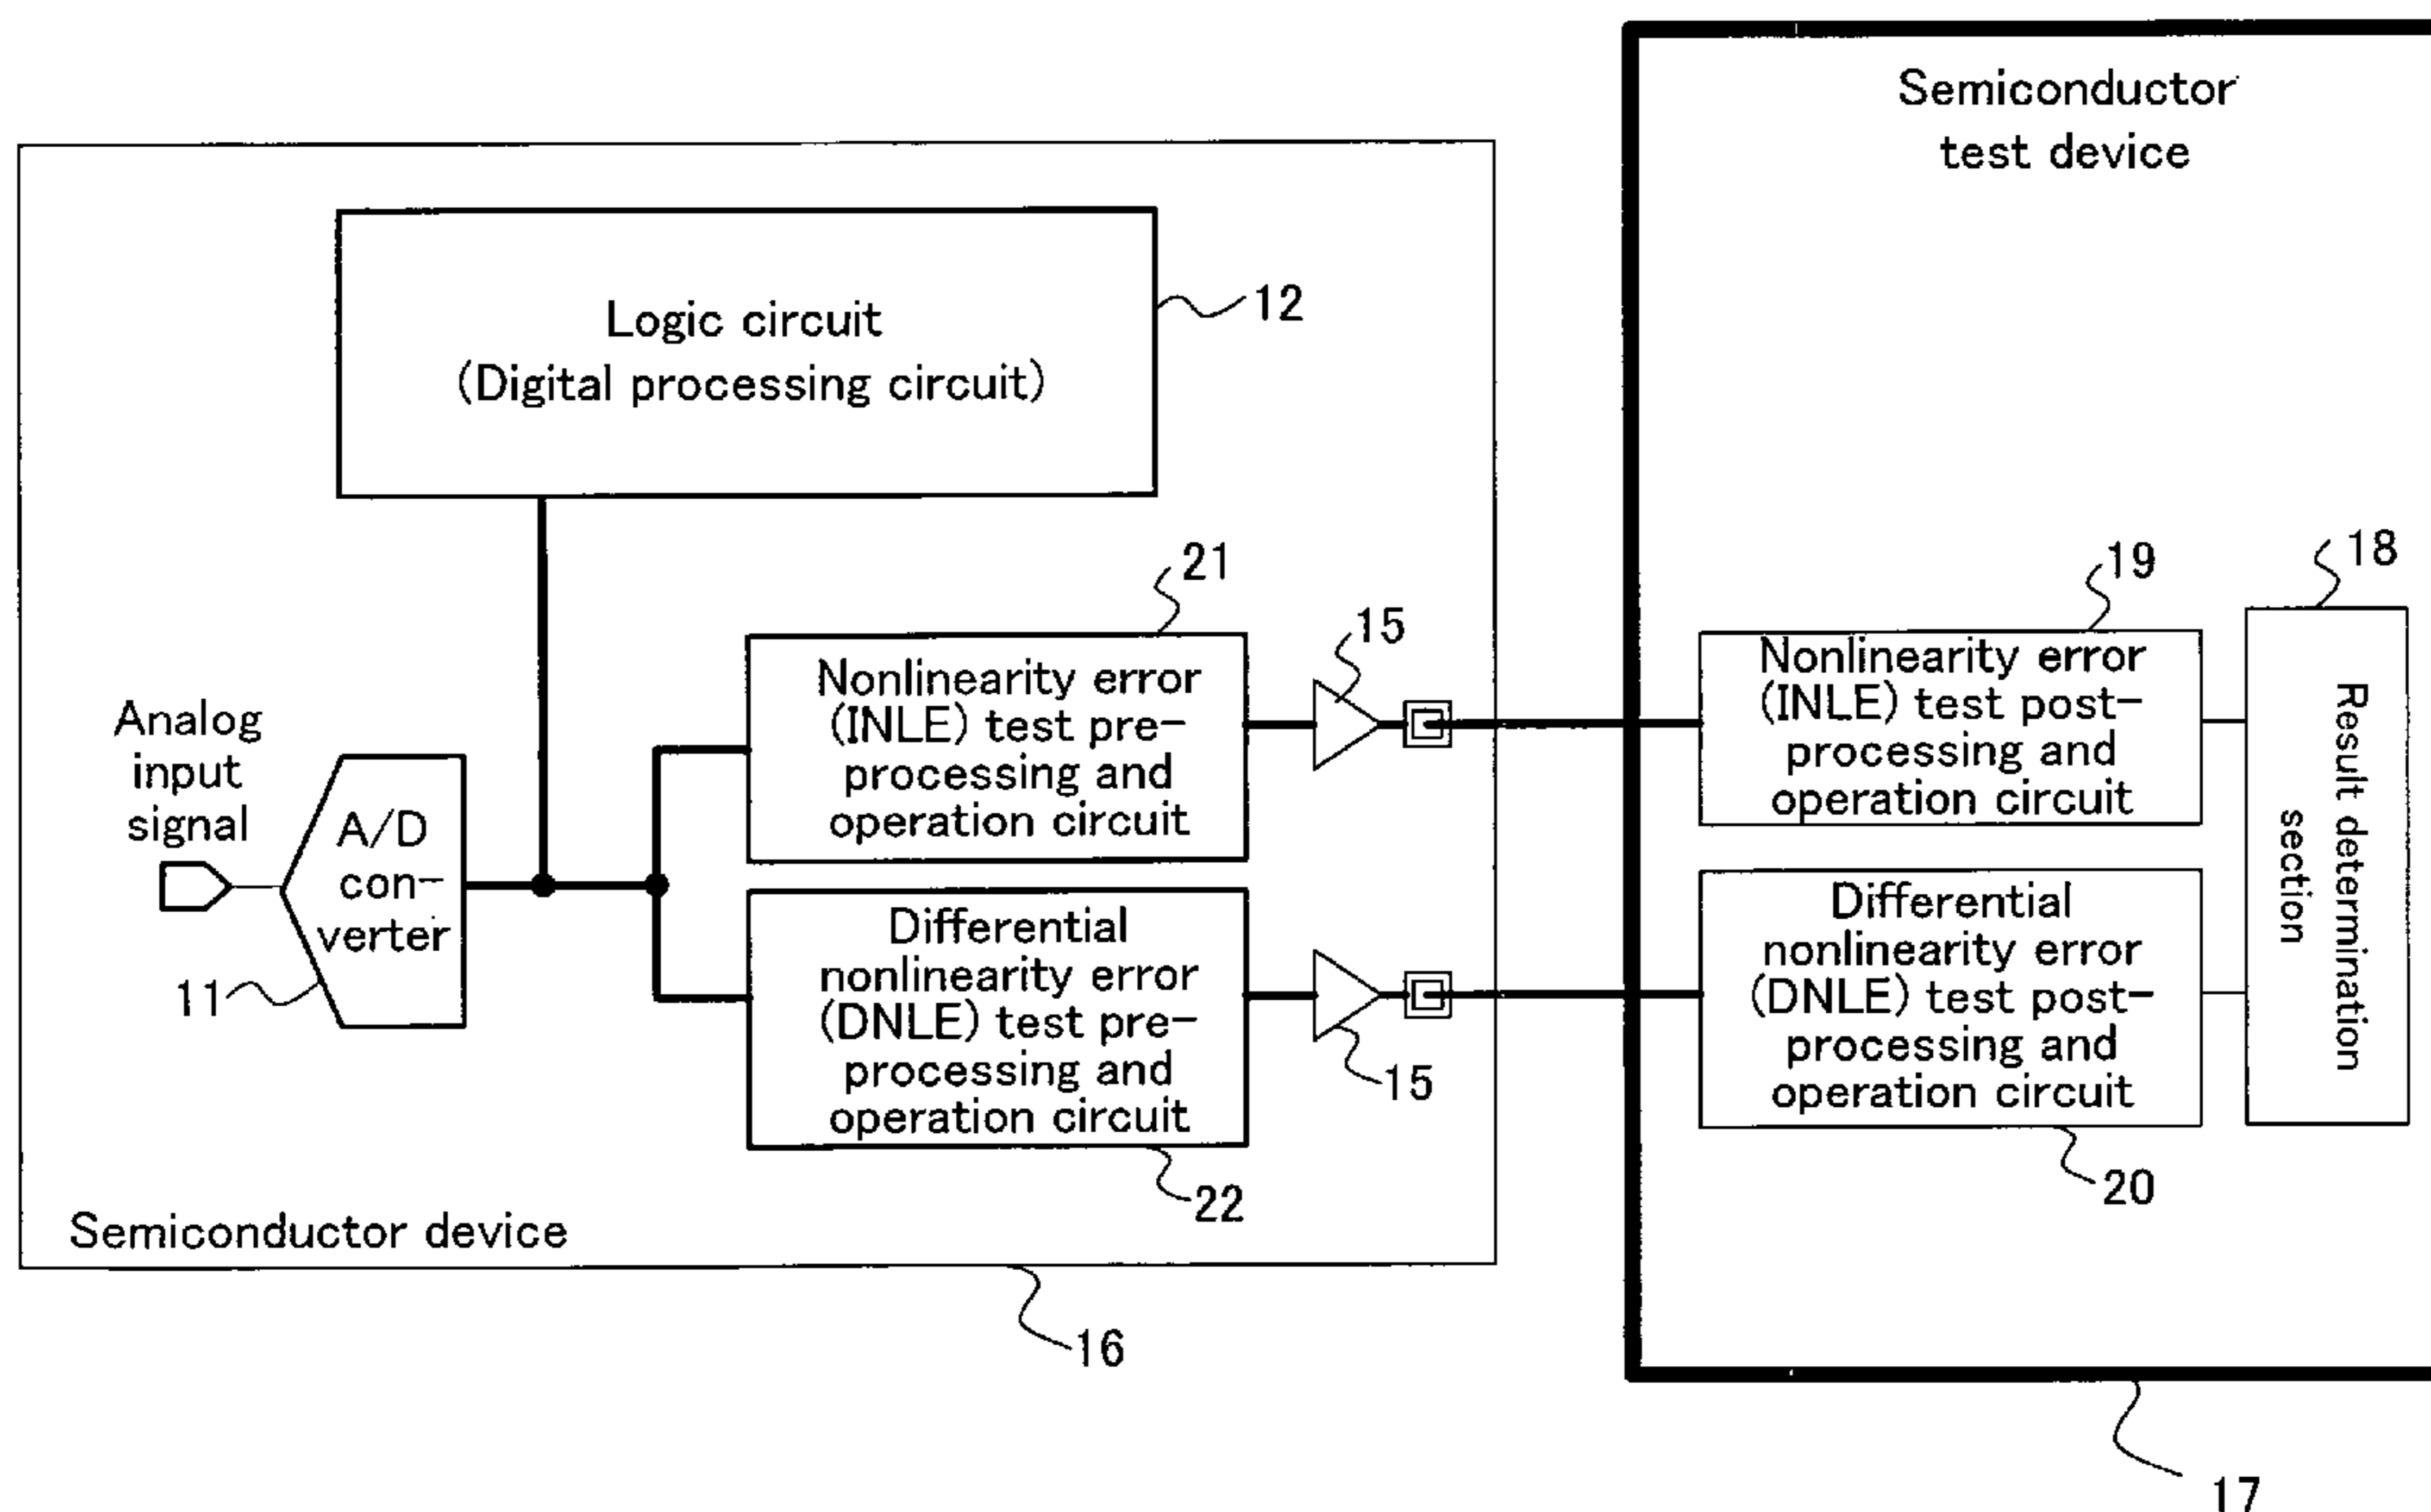 Semiconductor
test device
Logic circuit
(Digital processing circuit)
12
21
15
19
18
Nonlinearity error
(INLE) test pre-
processing and
operation circuit
Nonlinearity error
(INLE) test post-
processing and
operation circuit
Result determination
section
Analog
input
signal
A/D
con-
verter
11
Differential
nonlinearity error
(DNLE) test pre-
processing and
operation circuit
15
Differential
nonlinearity error
(DNLE) test post-
processing and
operation circuit
22
20
Semiconductor device
16
17